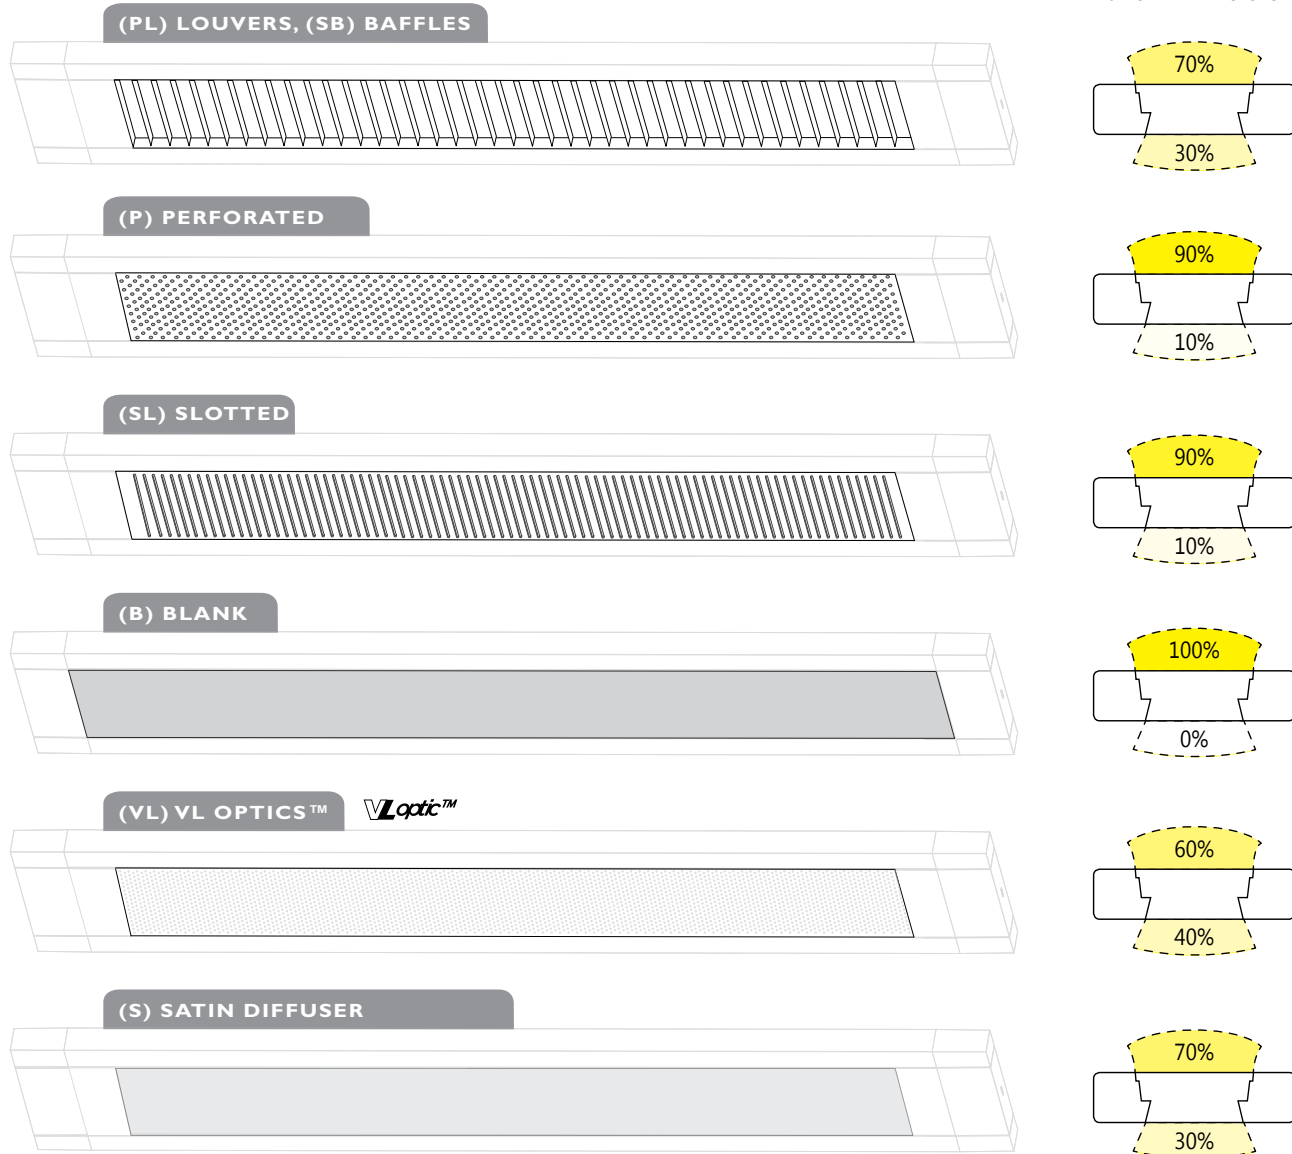 (PL) LOUVERS, (SB) BAFFLES
70%
30%
(P) PERFORATED
90%
10%
(SL) SLOTTED
90%
10%
(B) BLANK
100%
0%
(VL) VL OPTICS™ VLoptic™
60%
40%
(S) SATIN DIFFUSER
70%
30%